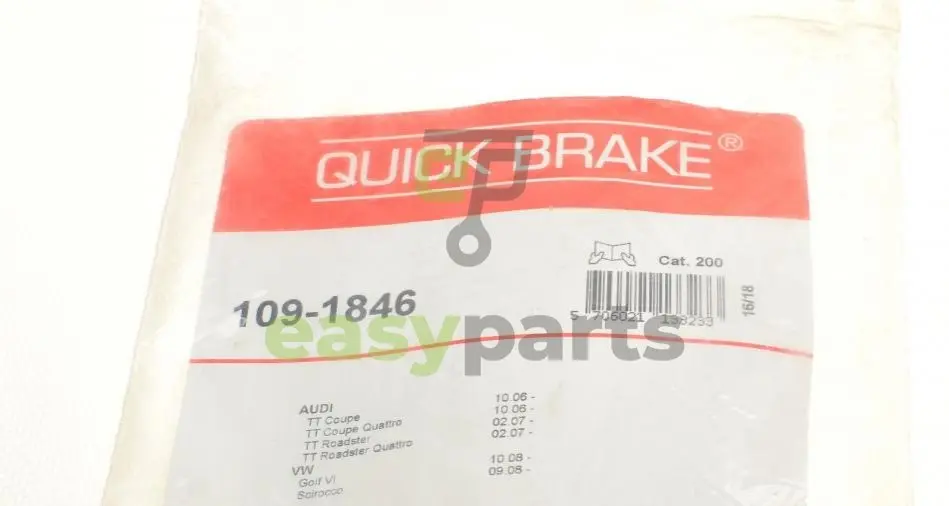 QUICK BRAKE®
Cat. 200
109-1846
5 706021 198233
16/18
easyparts
AUDI
TT Coupe 10.06 -
TT Coupe Quattro 10.06 -
TT Roadster 02.07 -
TT Roadster Quattro 02.07 -
VW
Golf VI 10.08 -
Scirocco 09.08 -